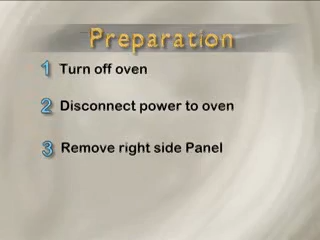 Preparation
1 Turn off oven
2 Disconnect power to oven
3 Remove right side Panel